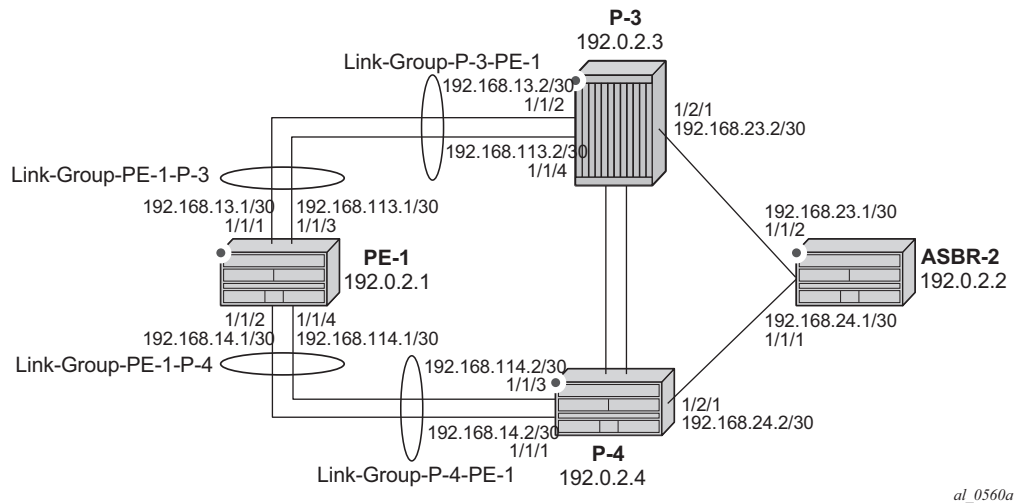 P-3
192.0.2.3
Link-Group-P-3-PE-1
192.168.13.2/30
1/1/2
1/2/1
192.168.23.2/30
192.168.113.2/30
1/1/4
Link-Group-PE-1-P-3
192.168.13.1/30 192.168.113.1/30
1/1/1 1/1/3
192.168.23.1/30
1/1/2
PE-1
192.0.2.1
ASBR-2
192.0.2.2
1/1/2 1/1/4
192.168.14.1/30 192.168.114.1/30
192.168.24.1/30
1/1/1
Link-Group-PE-1-P-4
192.168.114.2/30
1/1/3
1/2/1
192.168.24.2/30
192.168.14.2/30
1/1/1
Link-Group-P-4-PE-1
P-4
192.0.2.4
al_0560a